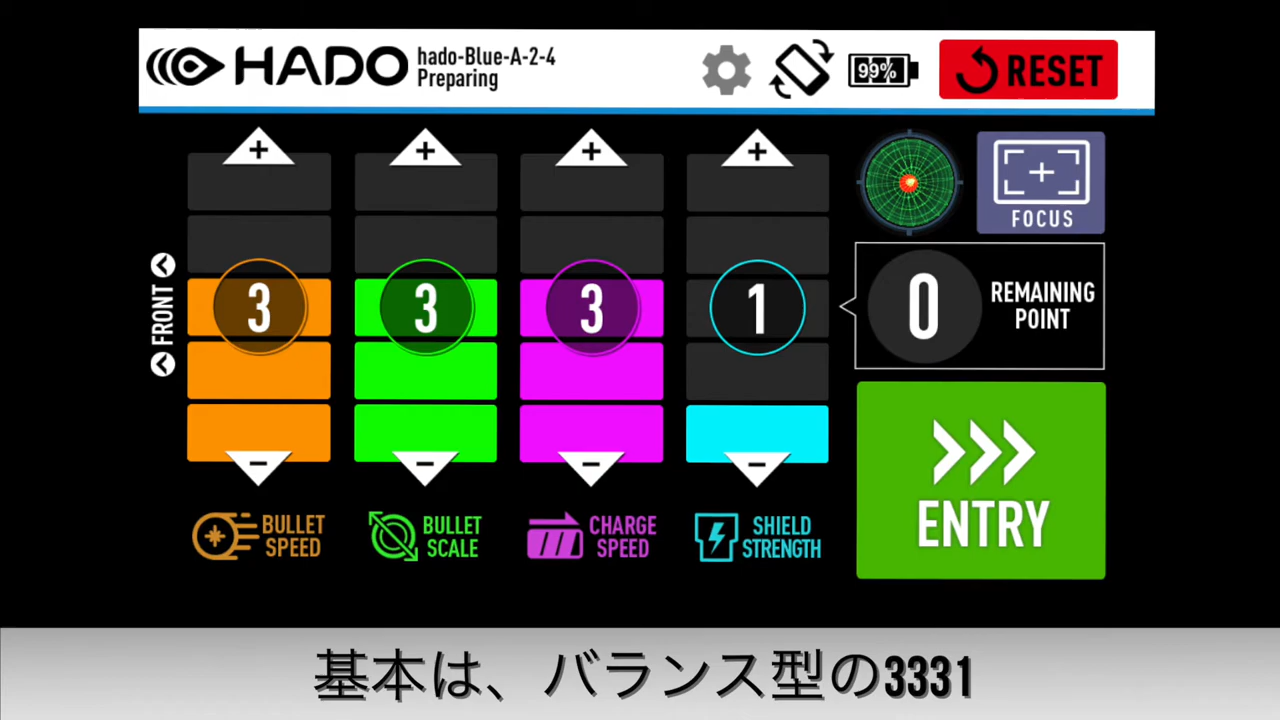 HADO
hado-Blue-A-2-4
Preparing
99%
RESET
+ + + +
FOCUS
FRONT
3 3 3 1
0
REMAINING
POINT
- - - -
BULLET
SPEED
BULLET
SCALE
CHARGE
SPEED
SHIELD
STRENGTH
ENTRY
基本は、バランス型の3331